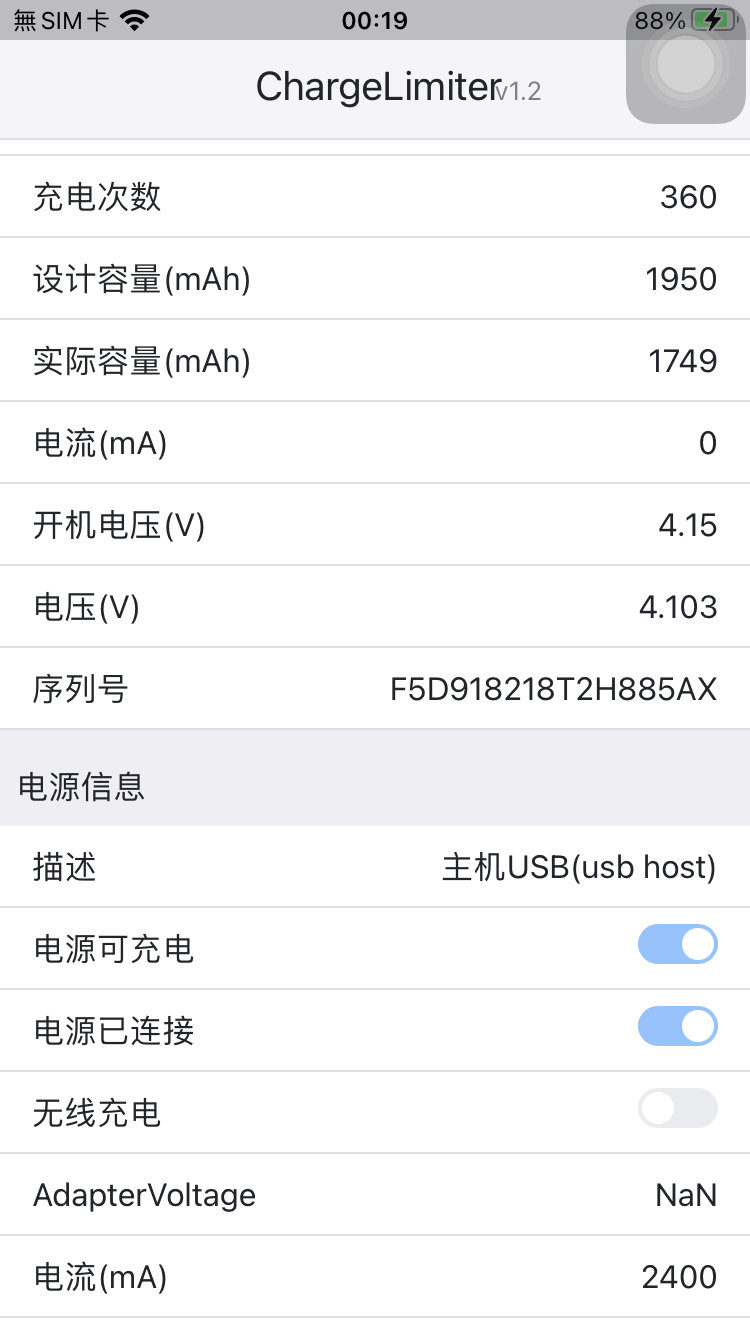 無SIM卡 00:19 88%
ChargeLimiter v1.2
充电次数 360
设计容量(mAh) 1950
实际容量(mAh) 1749
电流(mA) 0
开机电压(V) 4.15
电压(V) 4.103
序列号 F5D918218T2H885AX
电源信息
描述 主机USB(usb host)
电源可充电
电源已连接
无线充电
AdapterVoltage NaN
电流(mA) 2400